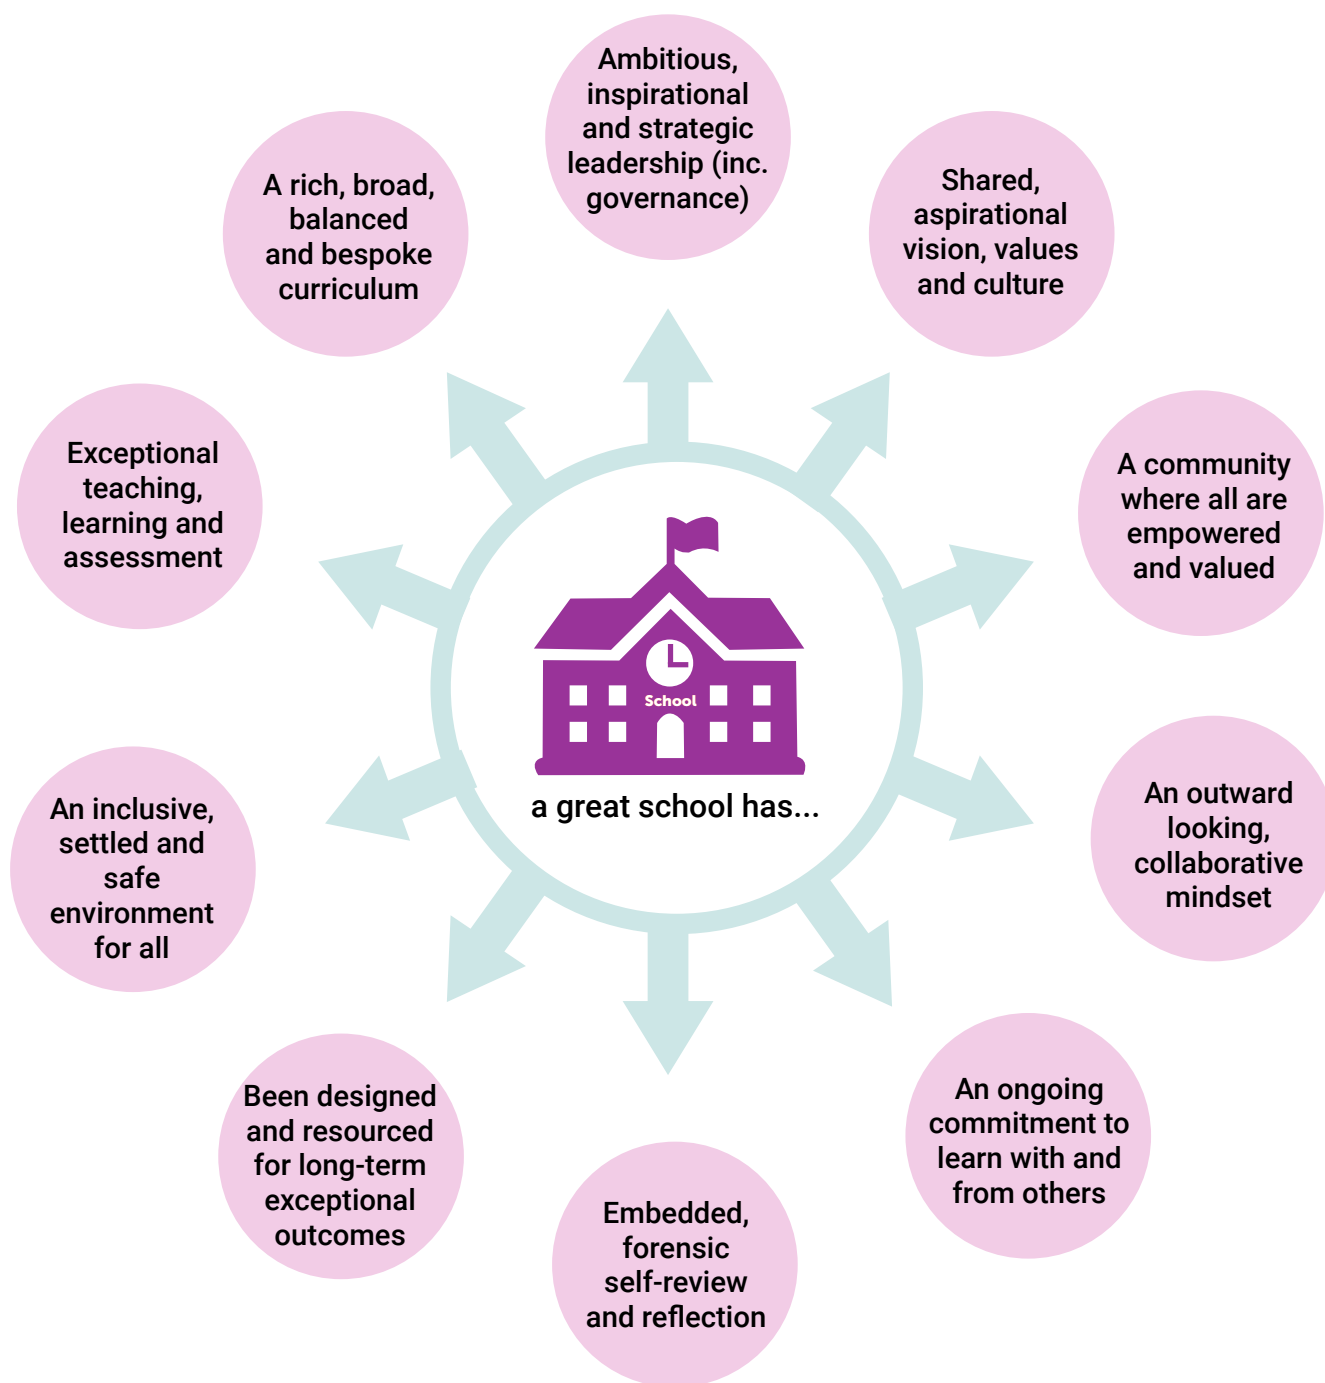 Ambitious,
inspirational
and strategic
leadership (inc.
governance)
Shared,
aspirational
vision, values
and culture
A community
where all are
empowered
and valued
An outward
looking,
collaborative
mindset
An ongoing
commitment to
learn with and
from others
Embedded,
forensic
self-review
and reflection
Been designed
and resourced
for long-term
exceptional
outcomes
An inclusive,
settled and
safe
environment
for all
Exceptional
teaching,
learning and
assessment
A rich, broad,
balanced
and bespoke
curriculum
School
a great school has...